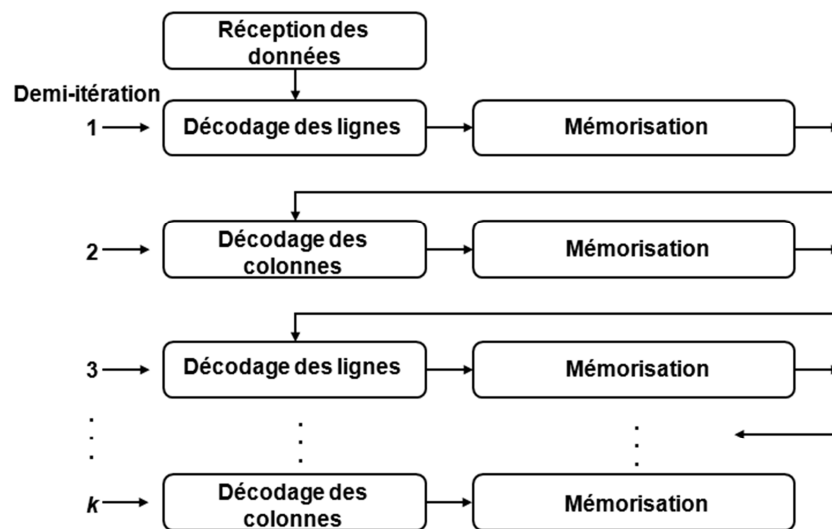 Réception des
données
Demi-itération
1
Décodage des lignes
Mémorisation
2
Décodage des
colonnes
Mémorisation
3
Décodage des lignes
Mémorisation
k
Décodage des
colonnes
Mémorisation